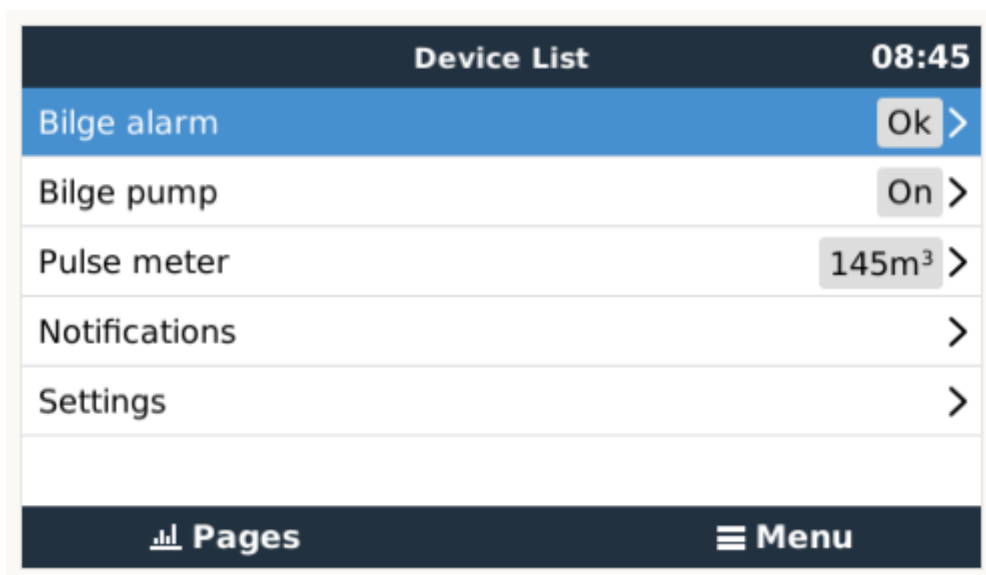 Device List 08:45
Bilge alarm Ok
Bilge pump On
Pulse meter 145m³
Notifications
Settings
Pages Menu